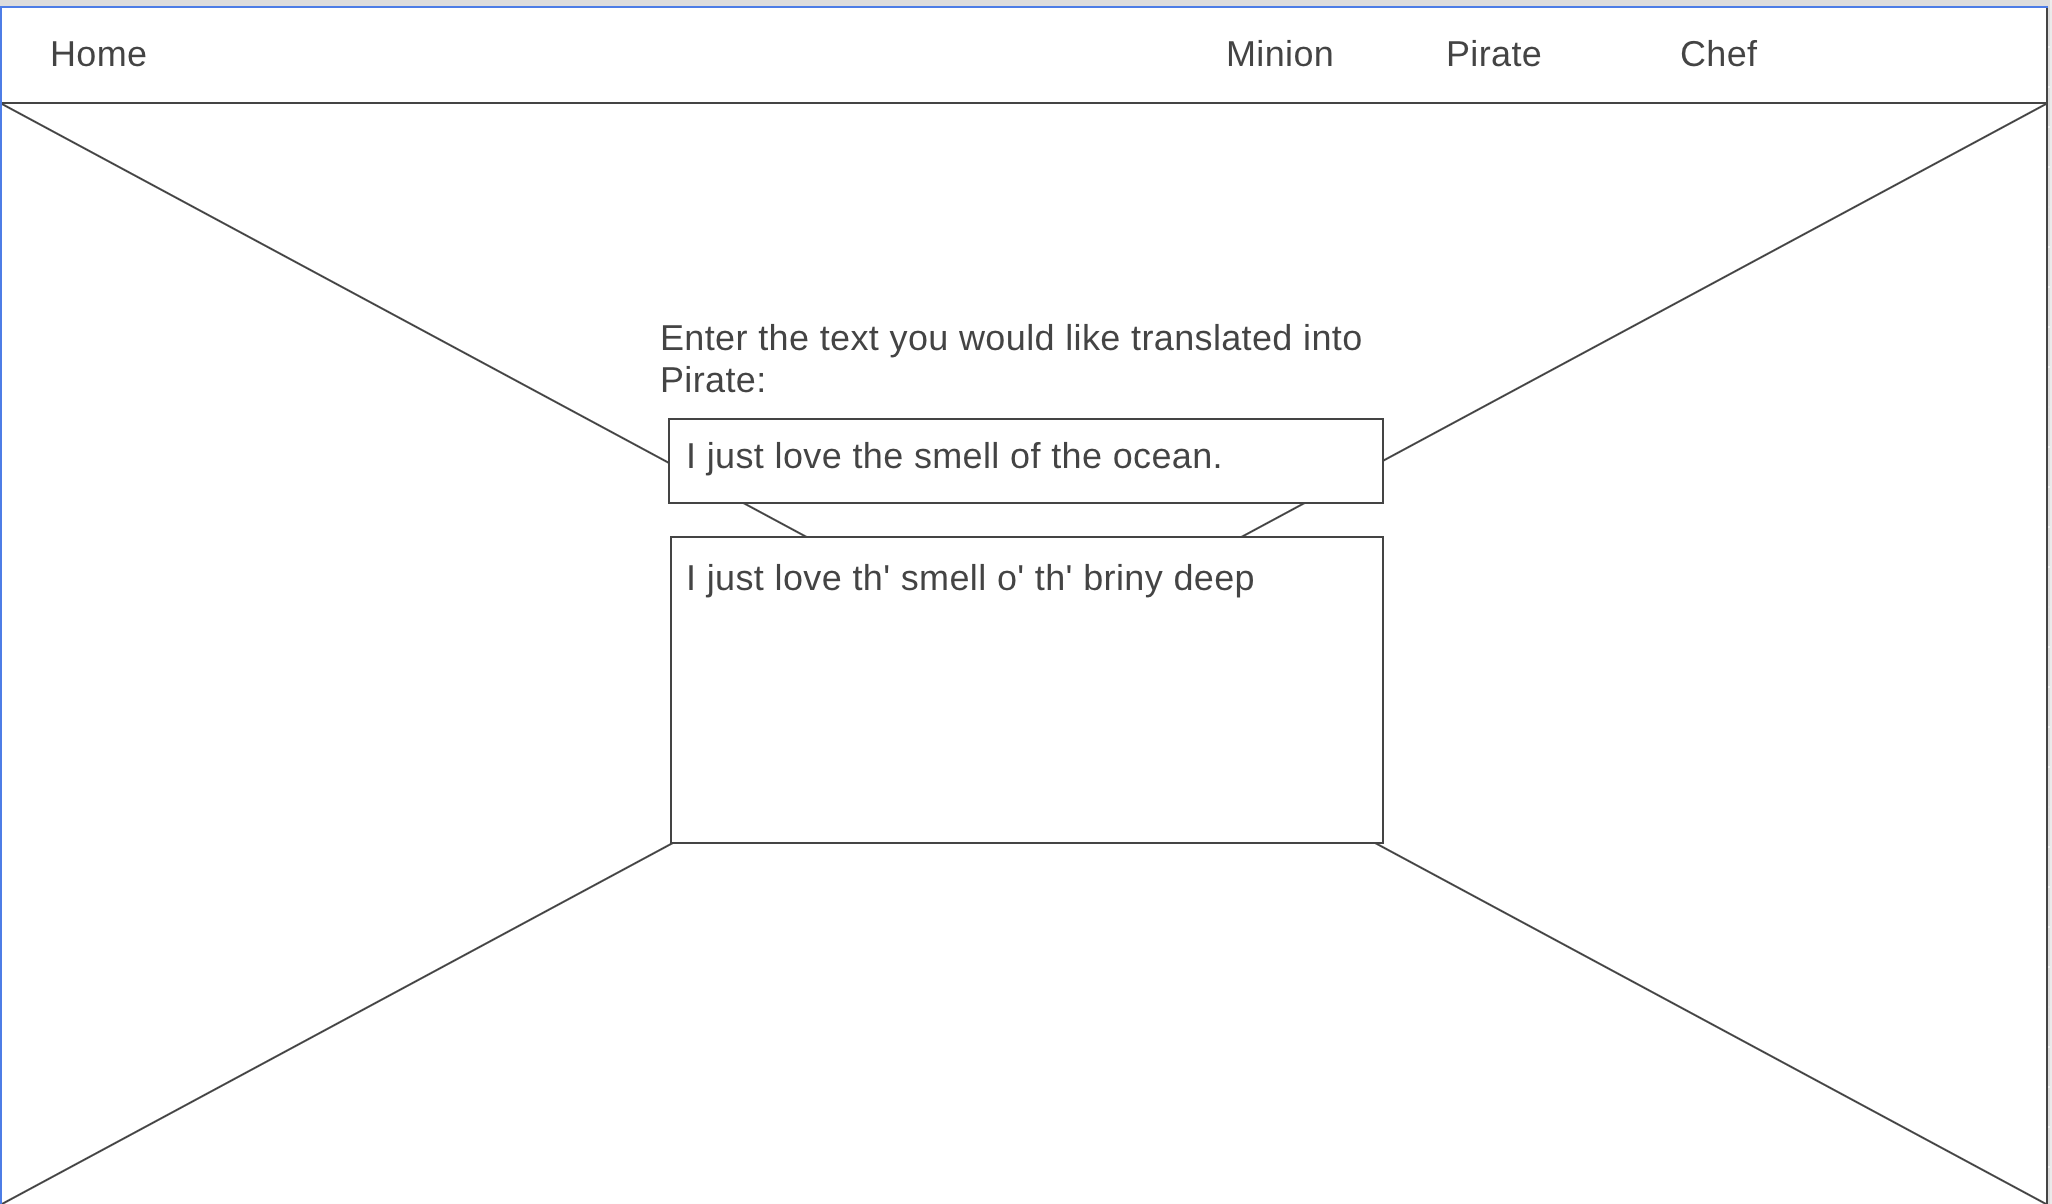 Home Minion Pirate Chef
Enter the text you would like translated into
Pirate:
I just love the smell of the ocean.
I just love th' smell o' th' briny deep